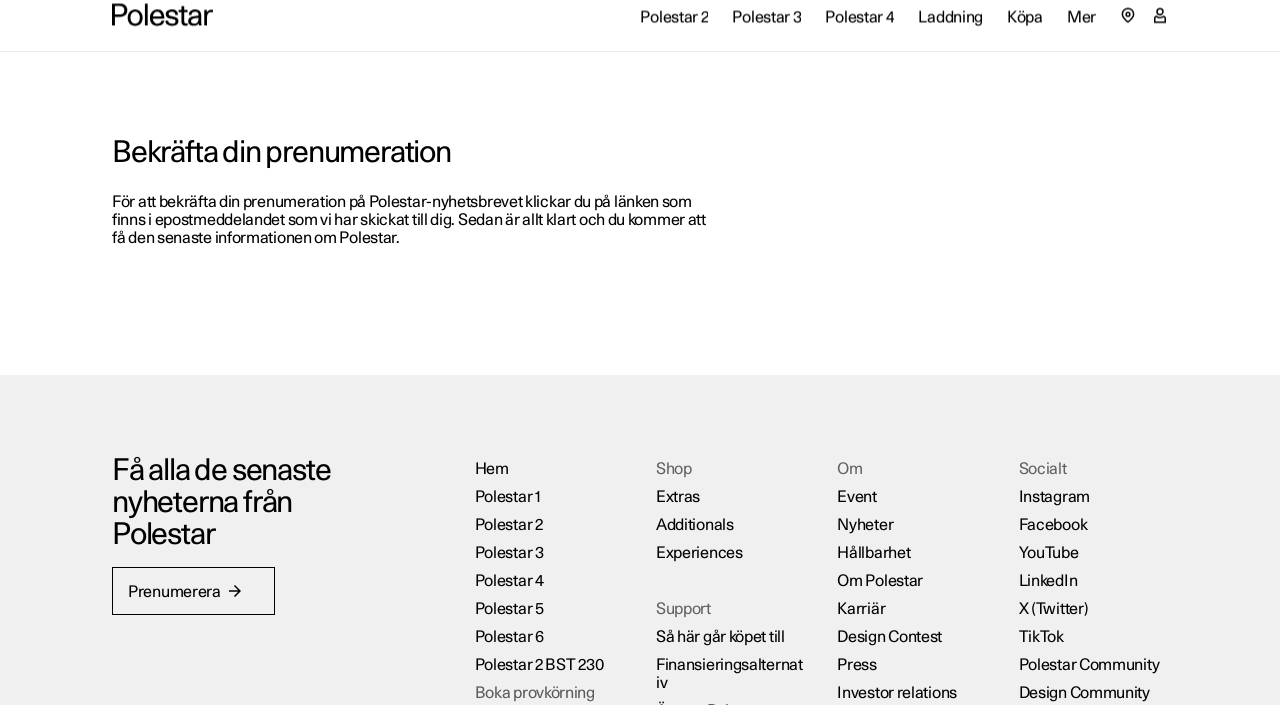 Polestar
Polestar 2 Polestar 3 Polestar 4 Laddning Köpa Mer
Bekräfta din prenumeration
För att bekräfta din prenumeration på Polestar-nyhetsbrevet klickar du på länken som
finns i epostmeddelandet som vi har skickat till dig. Sedan är allt klart och du kommer att
få den senaste informationen om Polestar.
Få alla de senaste
nyheterna från
Polestar
Prenumerera
Hem
Polestar 1
Polestar 2
Polestar 3
Polestar 4
Polestar 5
Polestar 6
Polestar 2 BST 230
Boka provkörning
Shop
Extras
Additionals
Experiences
Support
Så här går köpet till
Finansieringsalternat
iv
Om
Event
Nyheter
Hållbarhet
Om Polestar
Karriär
Design Contest
Press
Investor relations
Socialt
Instagram
Facebook
YouTube
LinkedIn
X (Twitter)
TikTok
Polestar Community
Design Community